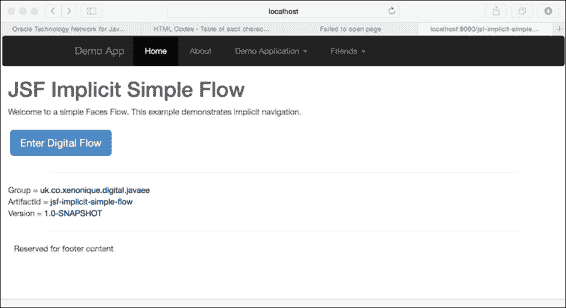 localhost
Oracle Technology Network for Jav...
HTML Codes - Table of ascii charac...
Failed to open page
localhost:8080/jsf-implicit-simple...
Demo App
Home
About
Demo Application
Friends
JSF Implicit Simple Flow
Welcome to a simple Faces Flow. This example demonstrates implicit navigation.
Enter Digital Flow
Group = uk.co.xenonique.digital.javaee
ArtifactId = jsf-implicit-simple-flow
Version = 1.0-SNAPSHOT
Reserved for footer content